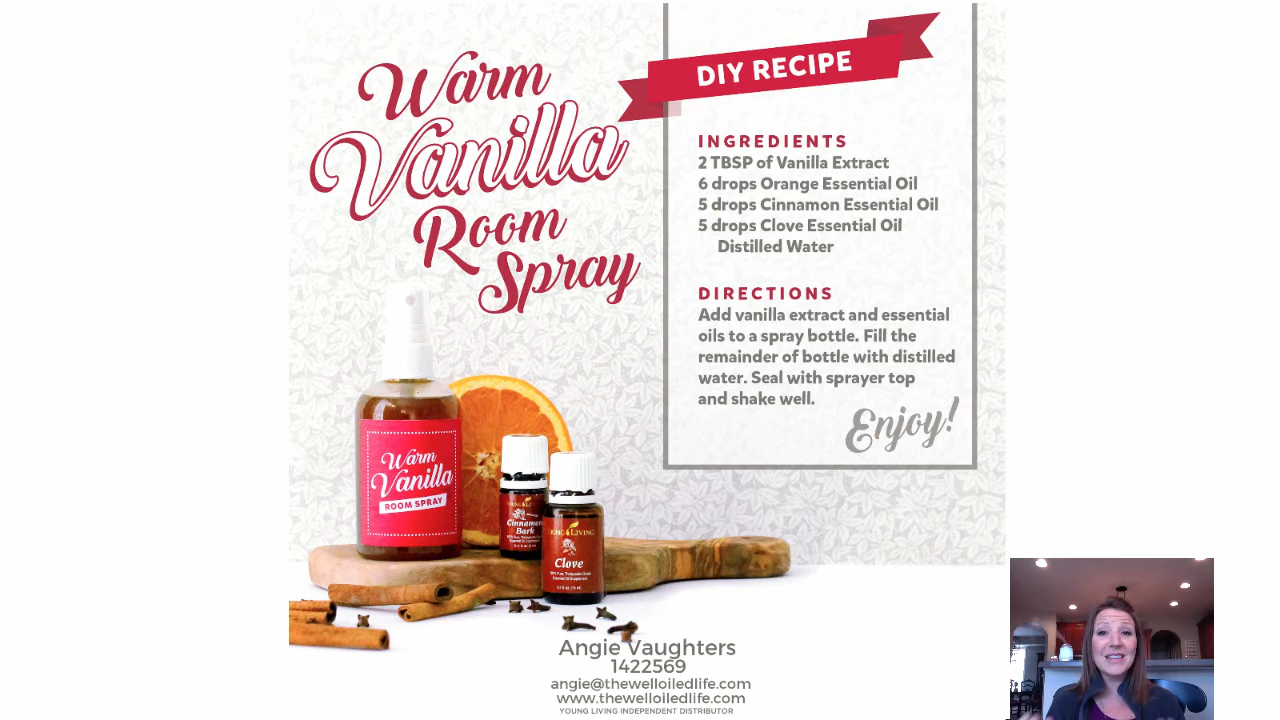 Warm
Vanilla
Room
Spray
DIY RECIPE
INGREDIENTS
2 TBSP of Vanilla Extract
6 drops Orange Essential Oil
5 drops Cinnamon Essential Oil
5 drops Clove Essential Oil
Distilled Water
DIRECTIONS
Add vanilla extract and essential
oils to a spray bottle. Fill the
remainder of bottle with distilled
water. Seal with sprayer top
and shake well.
Enjoy!
Warm
Vanilla
ROOM SPRAY
Cinnamon
Bark
YOUNG LIVING
Clove
Angie Vaughters
1422569
angie@thewelloiledlife.com
www.thewelloiledlife.com
YOUNG LIVING INDEPENDENT DISTRIBUTOR